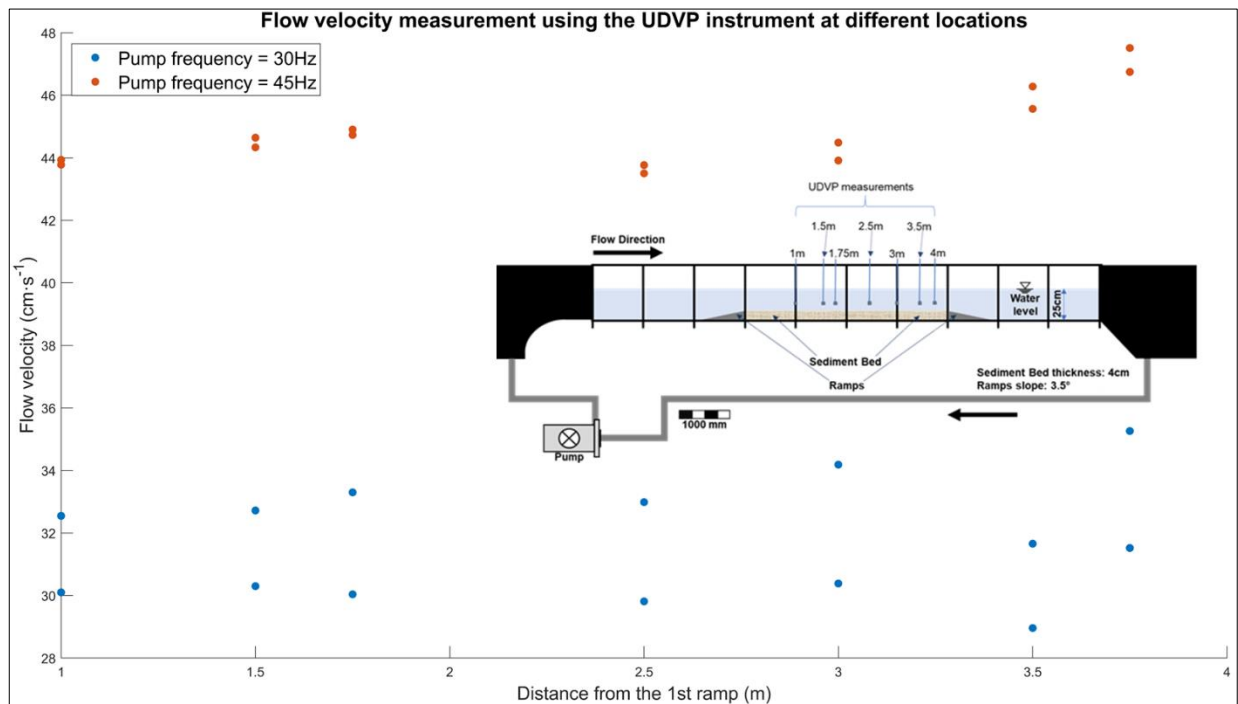 Flow velocity measurement using the UDVP instrument at different locations
Pump frequency = 30Hz
Pump frequency = 45Hz
48
46
44
42
40
38
36
34
32
30
28
Flow velocity (cm·s⁻¹)
UDVP measurements
1.5m 2.5m 3.5m
Flow Direction
1m 1.75m 3m 4m
Water
level
25cm
Sediment Bed
Ramps
Sediment Bed thickness: 4cm
Ramps slope: 3.5°
1000 mm
Pump
1 1.5 2 2.5 3 3.5 4
Distance from the 1st ramp (m)